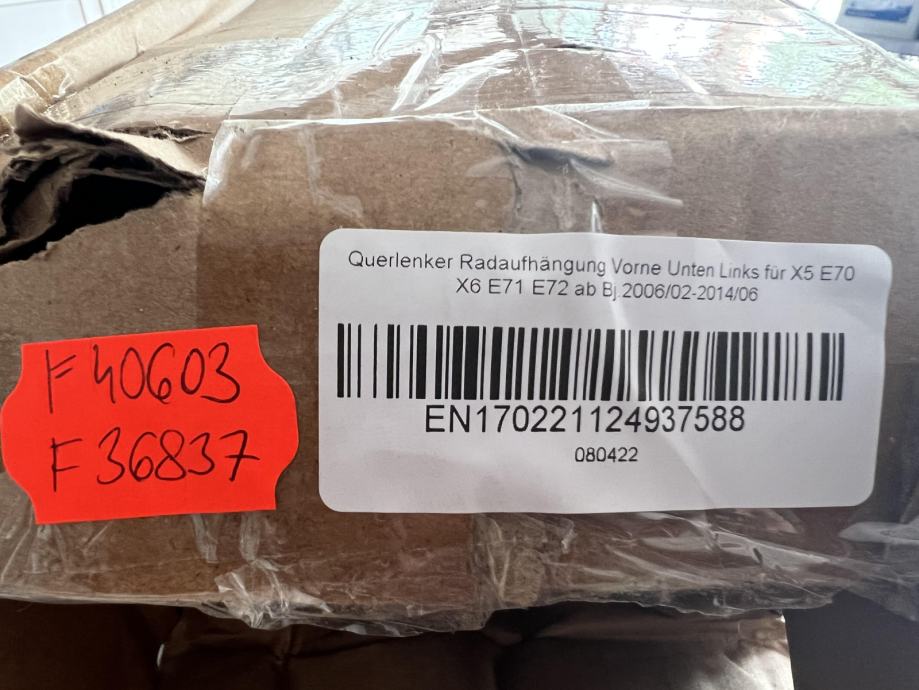 Querlenker Radaufhängung Vorne Unten Links für X5 E70
X6 E71 E72 ab Bj.2006/02-2014/06
EN170221124937588
080422
F40603
F36837